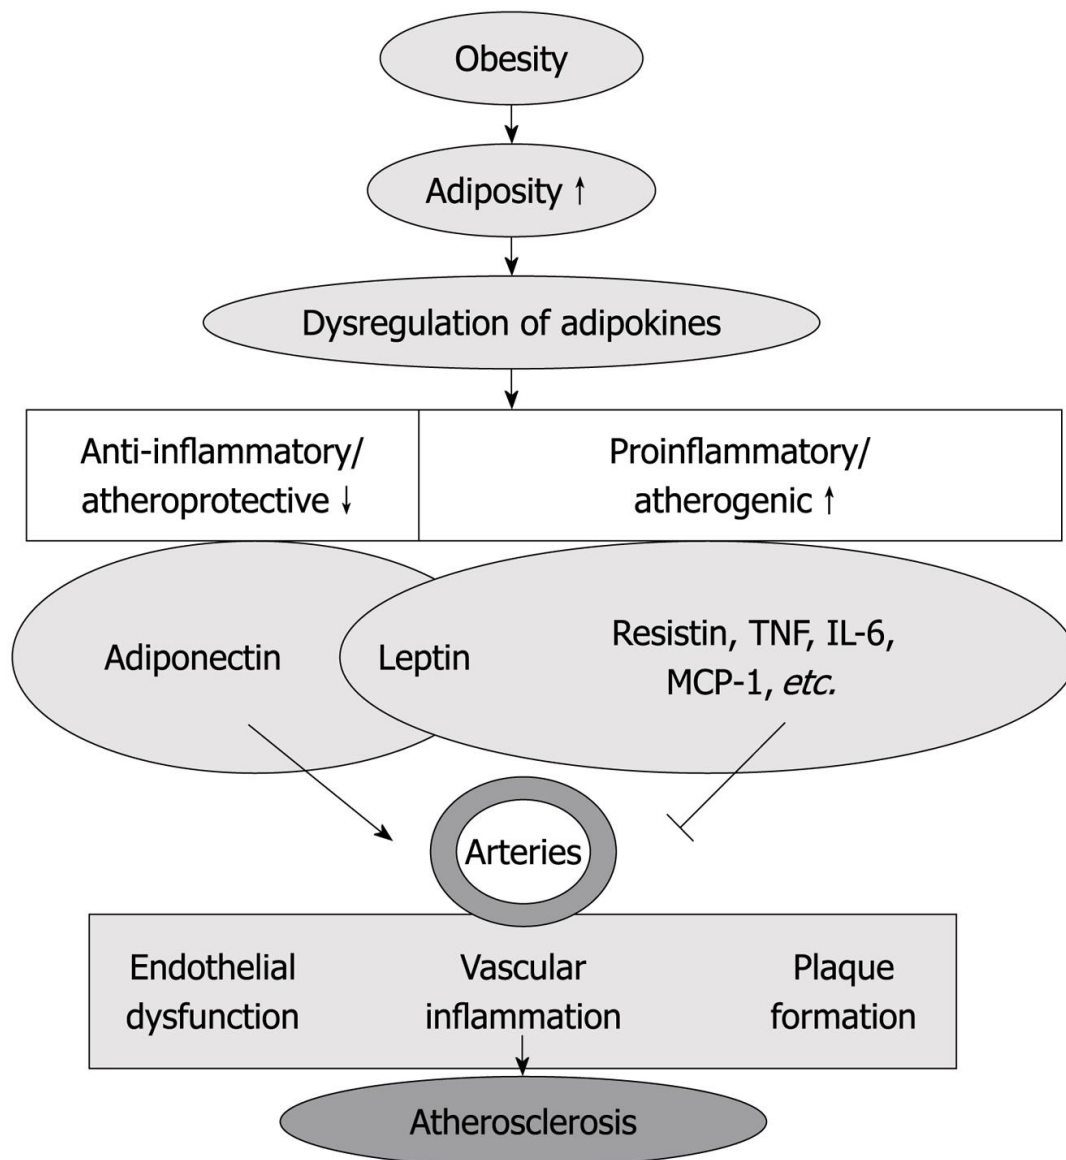 Obesity
Adiposity ↑
Dysregulation of adipokines
Anti-inflammatory/
atheroprotective ↓
Proinflammatory/
atherogenic ↑
Adiponectin
Leptin
Resistin, TNF, IL-6,
MCP-1, etc.
Arteries
Endothelial
dysfunction
Vascular
inflammation
Plaque
formation
Atherosclerosis